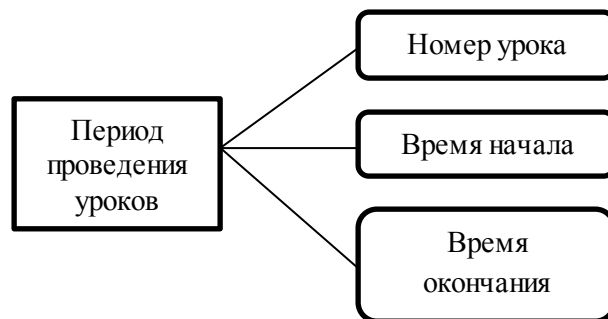 Период
проведения
уроков
Номер урока
Время начала
Время
окончания